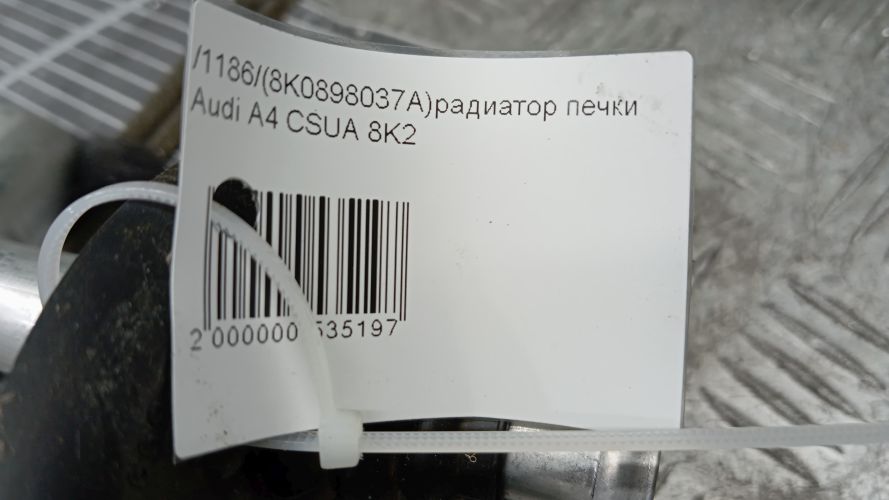 /1186/(8K0898037A)радиатор печки
Audi A4 CSUA 8K2
2 000000 535197